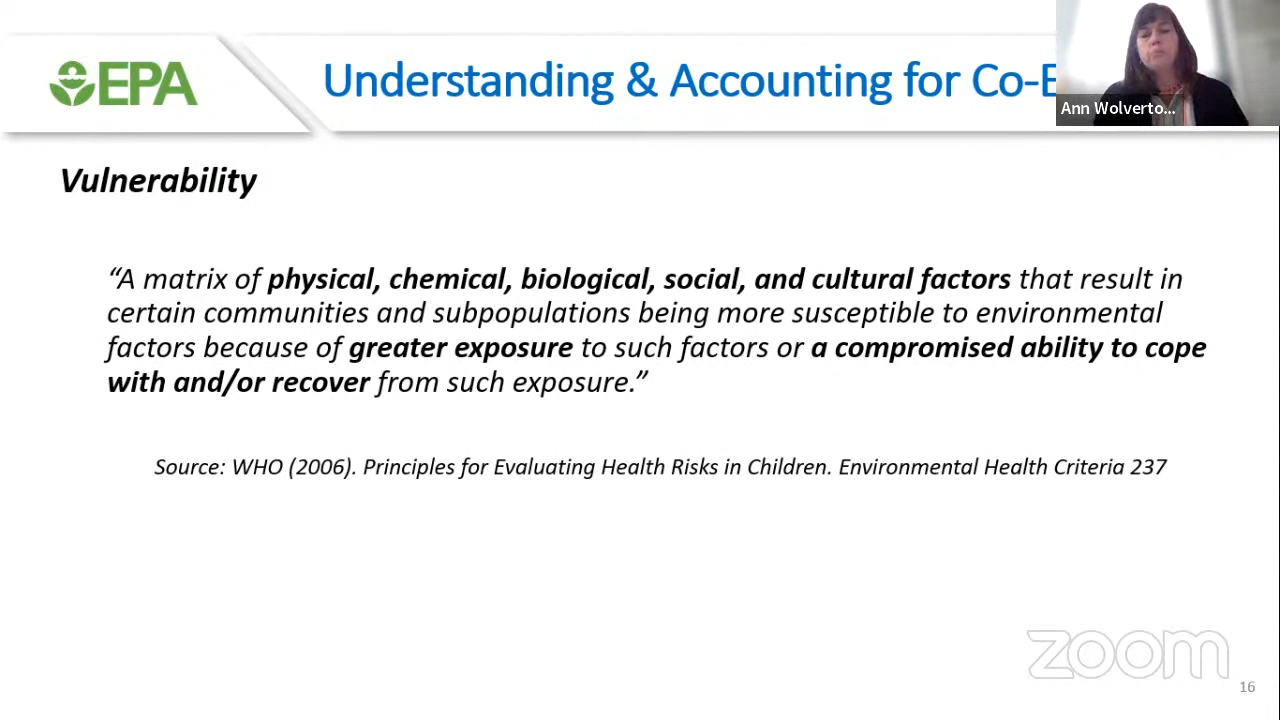 EPA
Understanding & Accounting for Co-E
Ann Wolverto...
Vulnerability
“A matrix of physical, chemical, biological, social, and cultural factors that result in
certain communities and subpopulations being more susceptible to environmental
factors because of greater exposure to such factors or a compromised ability to cope
with and/or recover from such exposure.”
Source: WHO (2006). Principles for Evaluating Health Risks in Children. Environmental Health Criteria 237
zoom
16